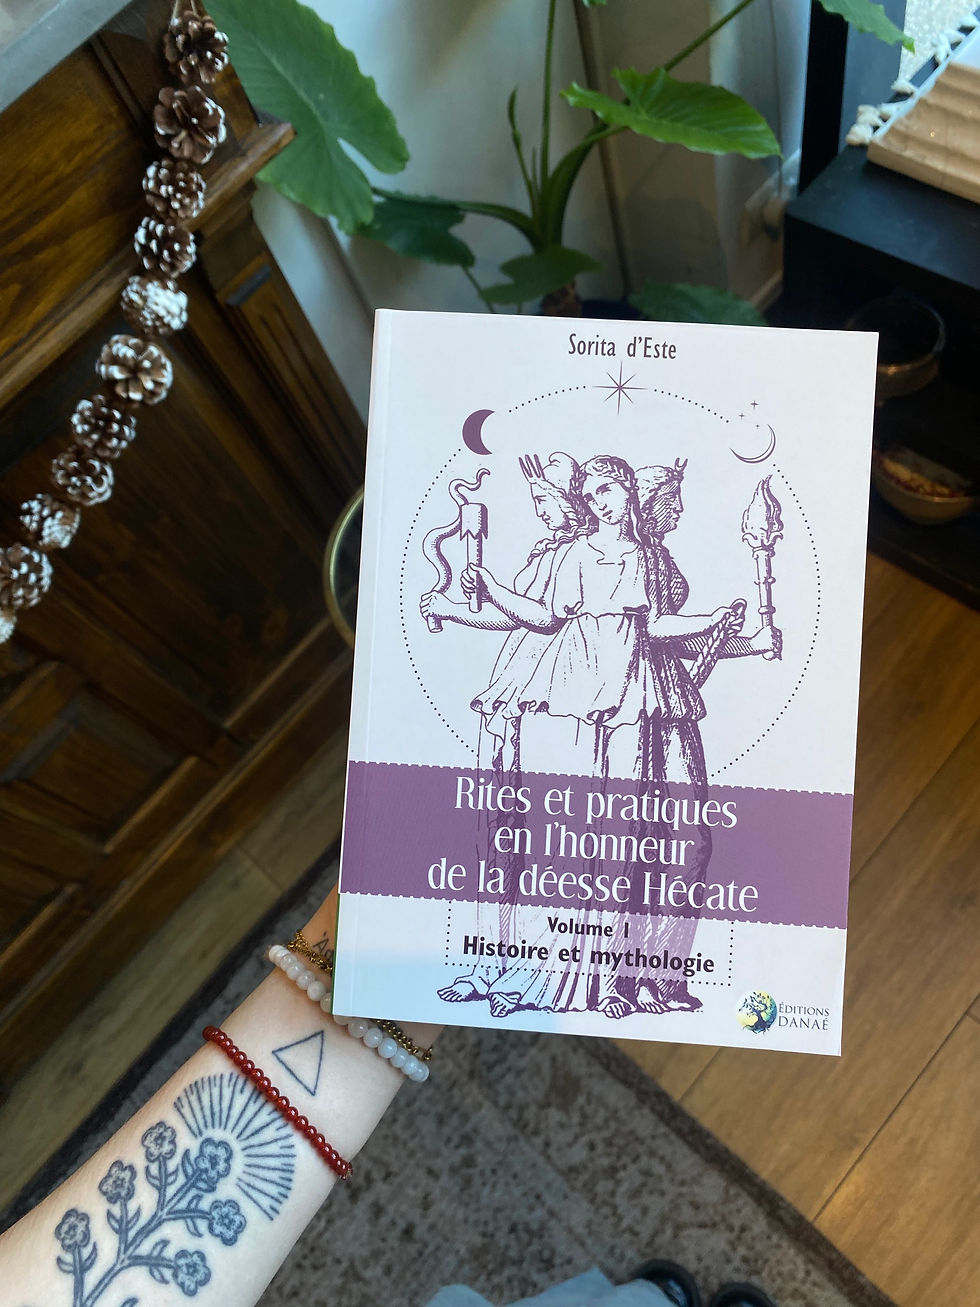 Sorita d'Este
Rites et pratiques
en l'honneur
de la déesse Hécate
Volume I
Histoire et mythologie
ÉDITIONS
DANAÉ